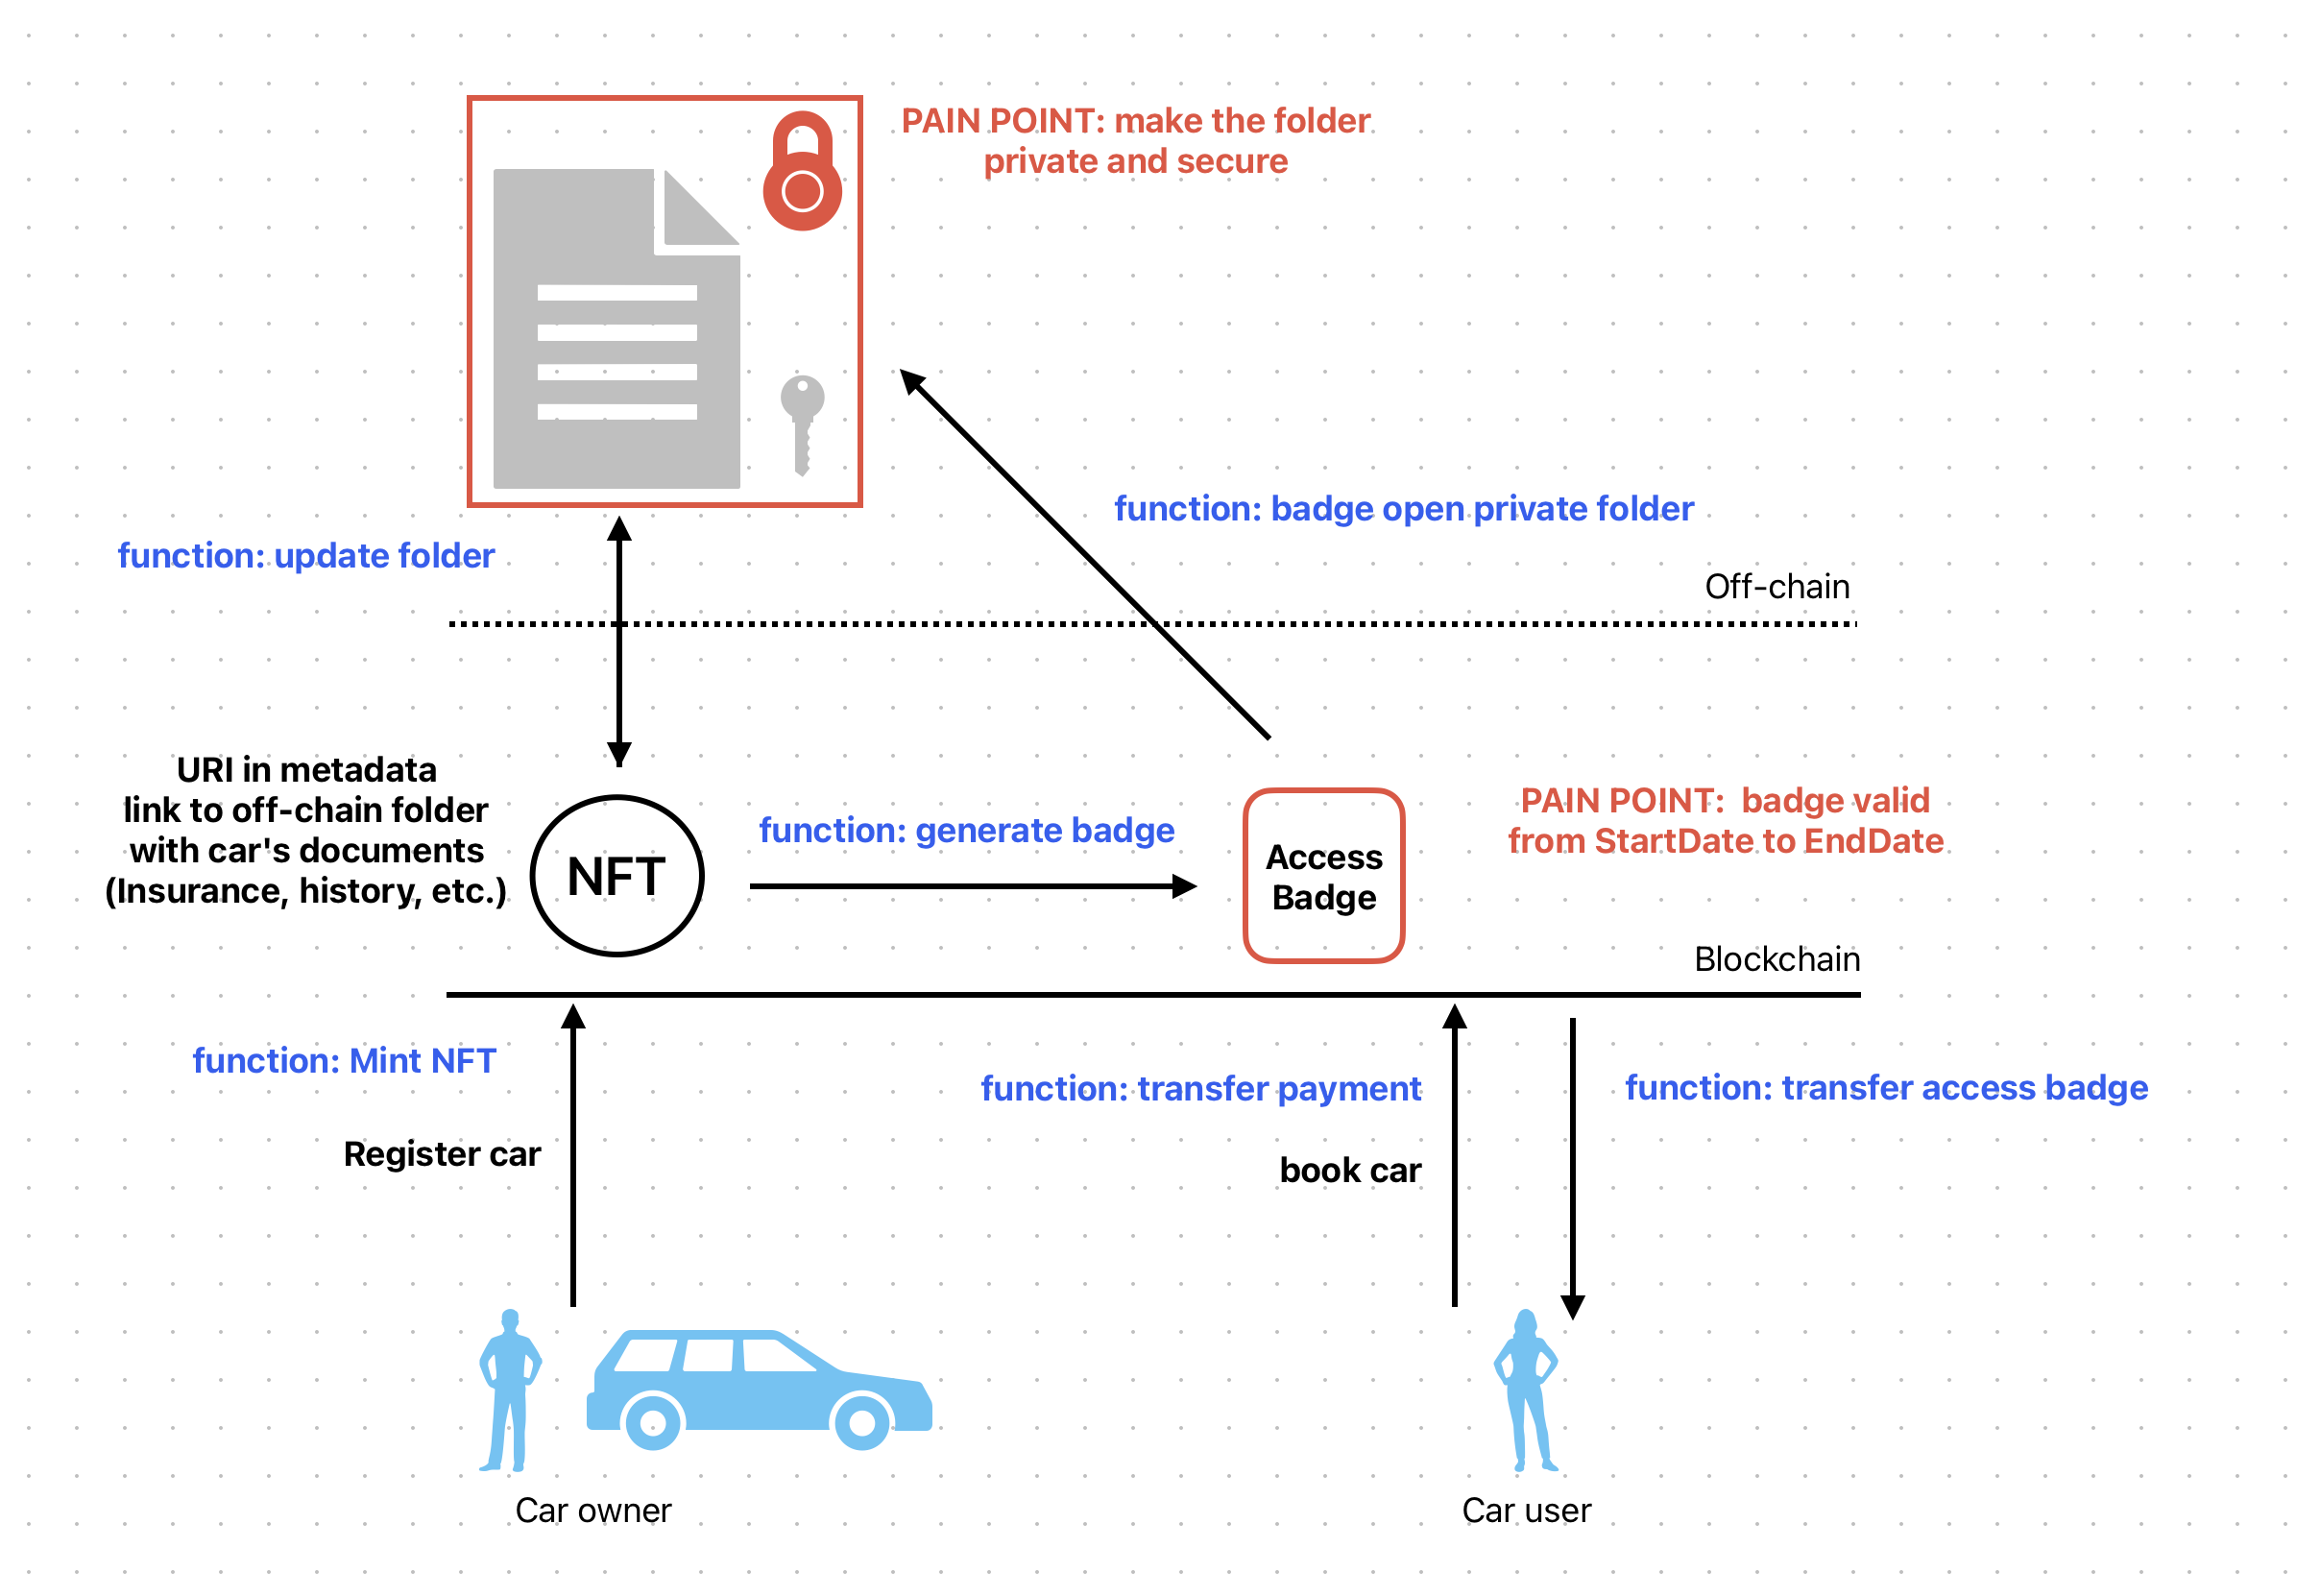 PAIN POINT: make the folder
private and secure
function: badge open private folder
function: update folder
Off-chain
URI in metadata
link to off-chain folder
with car's documents
(Insurance, history, etc.)
NFT
function: generate badge
Access
Badge
PAIN POINT:  badge valid
from StartDate to EndDate
Blockchain
function: Mint NFT
Register car
function: transfer payment
book car
function: transfer access badge
Car owner
Car user